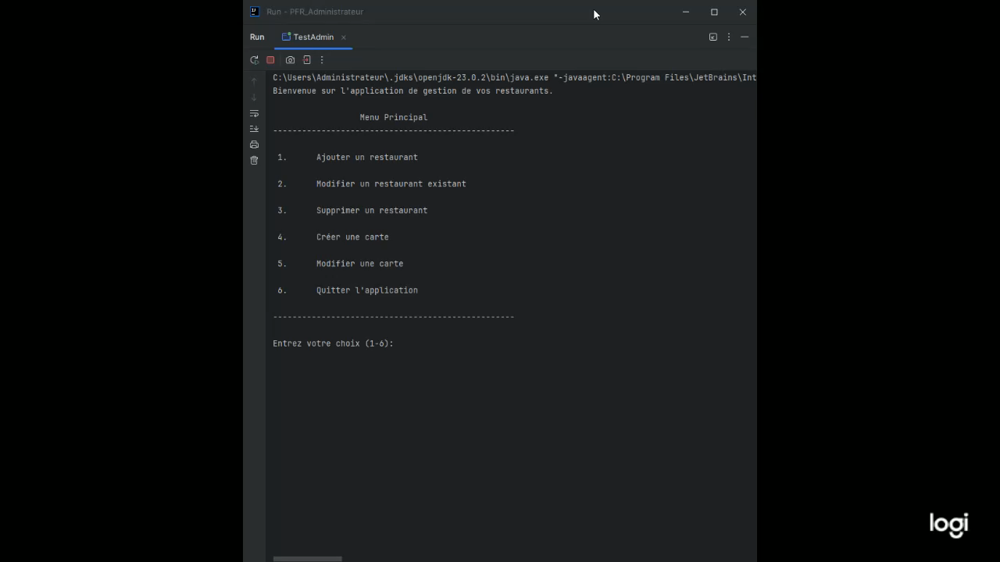 Run - PFR_Administrateur
Run TestAdmin
C:\Users\Administrateur\.jdks\openjdk-23.0.2\bin\java.exe "-javaagent:C:\Program Files\JetBrains\Int
Bienvenue sur l'application de gestion de vos restaurants.
Menu Principal
--------------------------------------------------
1. Ajouter un restaurant
2. Modifier un restaurant existant
3. Supprimer un restaurant
4. Créer une carte
5. Modifier une carte
6. Quitter l'application
--------------------------------------------------
Entrez votre choix (1-6):
logi